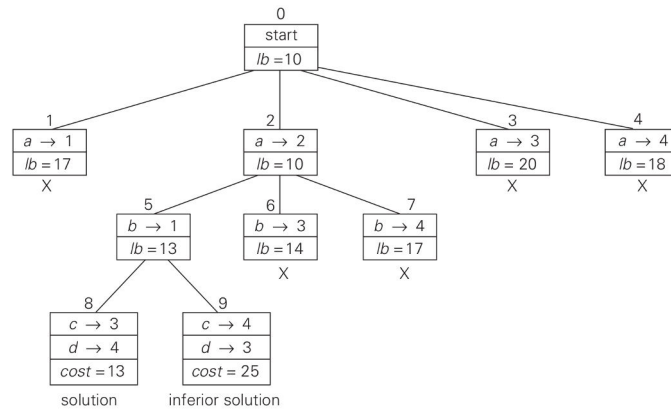 0
start
lb = 10
1
a → 1
lb = 17
X
2
a → 2
lb = 10
3
a → 3
lb = 20
X
4
a → 4
lb = 18
X
5
b → 1
lb = 13
6
b → 3
lb = 14
X
7
b → 4
lb = 17
X
8
c → 3
d → 4
cost = 13
solution
9
c → 4
d → 3
cost = 25
inferior solution